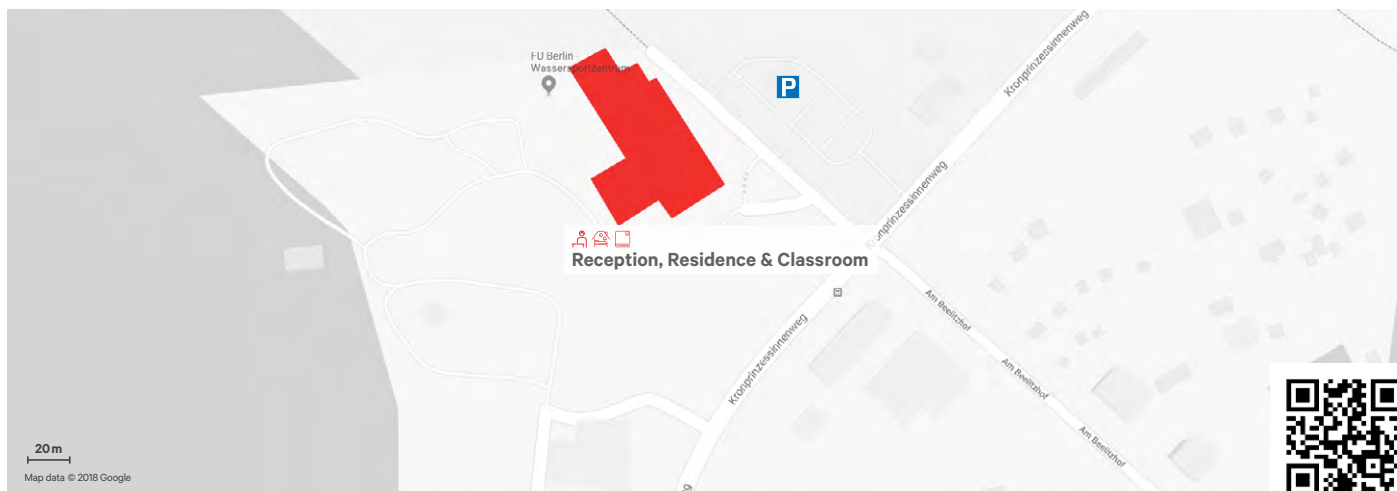 FU Berlin -
Wassersportzentrum
P
Kronprinzessinnenweg
Kronprinzessinnenweg
Kronprinzessinnenweg
Kronprinzessinnenweg
Reception, Residence & Classroom
Am Beelitzhof
Am Beelitzhof
Am Beelitzhof
20 m
Map data © 2018 Google